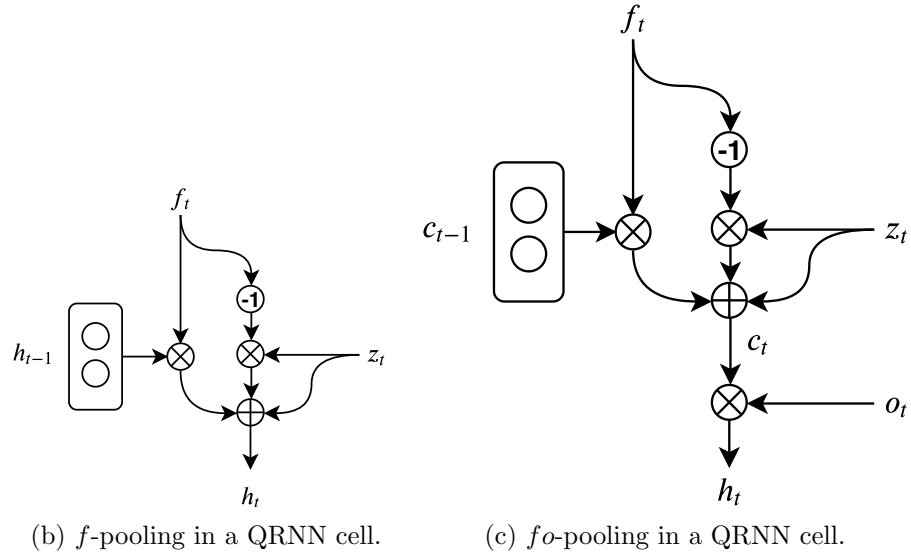 f_t
-1
h_{t-1}
z_t
h_t
(b) f-pooling in a QRNN cell.
f_t
-1
c_{t-1}
z_t
c_t
o_t
h_t
(c) fo-pooling in a QRNN cell.